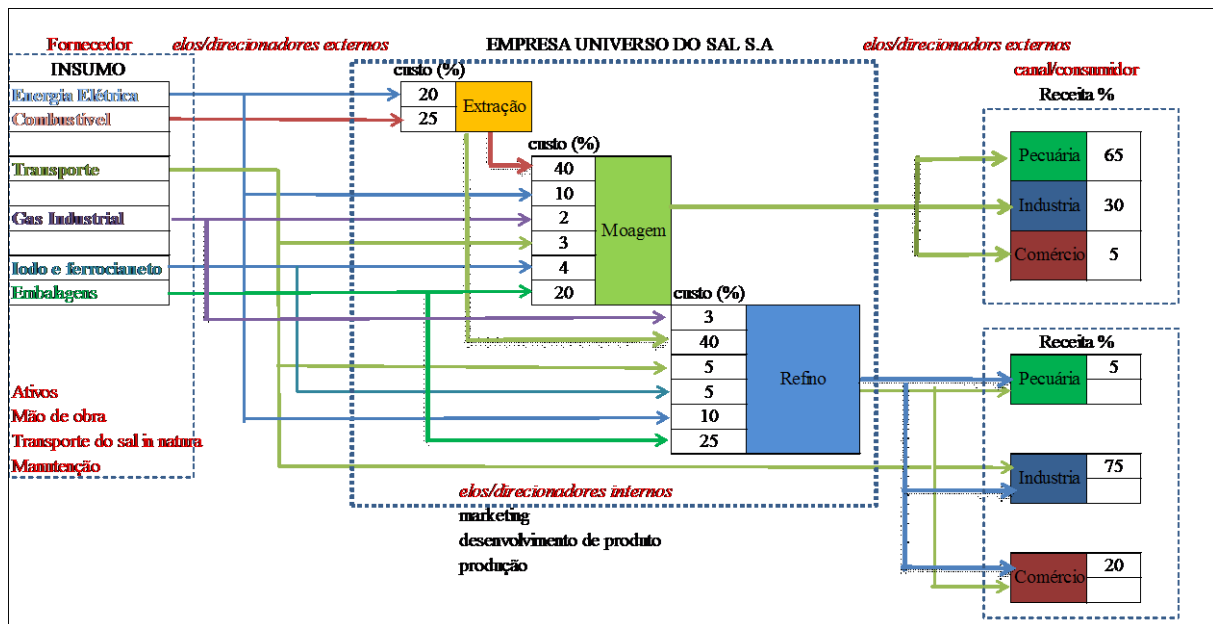 Fornecedor
elos/direcionadores externos
EMPRESA UNIVERSO DO SAL S.A
elos/direcionadors externos
INSUMO
Energia Elétrica
Combustível
Transporte
Gas Industrial
Iodo e ferrocianeto
Embalagens
Ativos
Mão de obra
Transporte do sal in natura
Manutenção
custo (%)
20
25
Extração
custo (%)
40
10
2
3
4
20
Moagem
custo (%)
3
40
5
5
10
25
Refino
elos/direcionadores internos
marketing
desenvolvimento de produto
produção
canal/consumidor
Receita %
Pecuária 65
Industria 30
Comércio 5
Receita %
Pecuária 5
Industria 75
Comércio 20